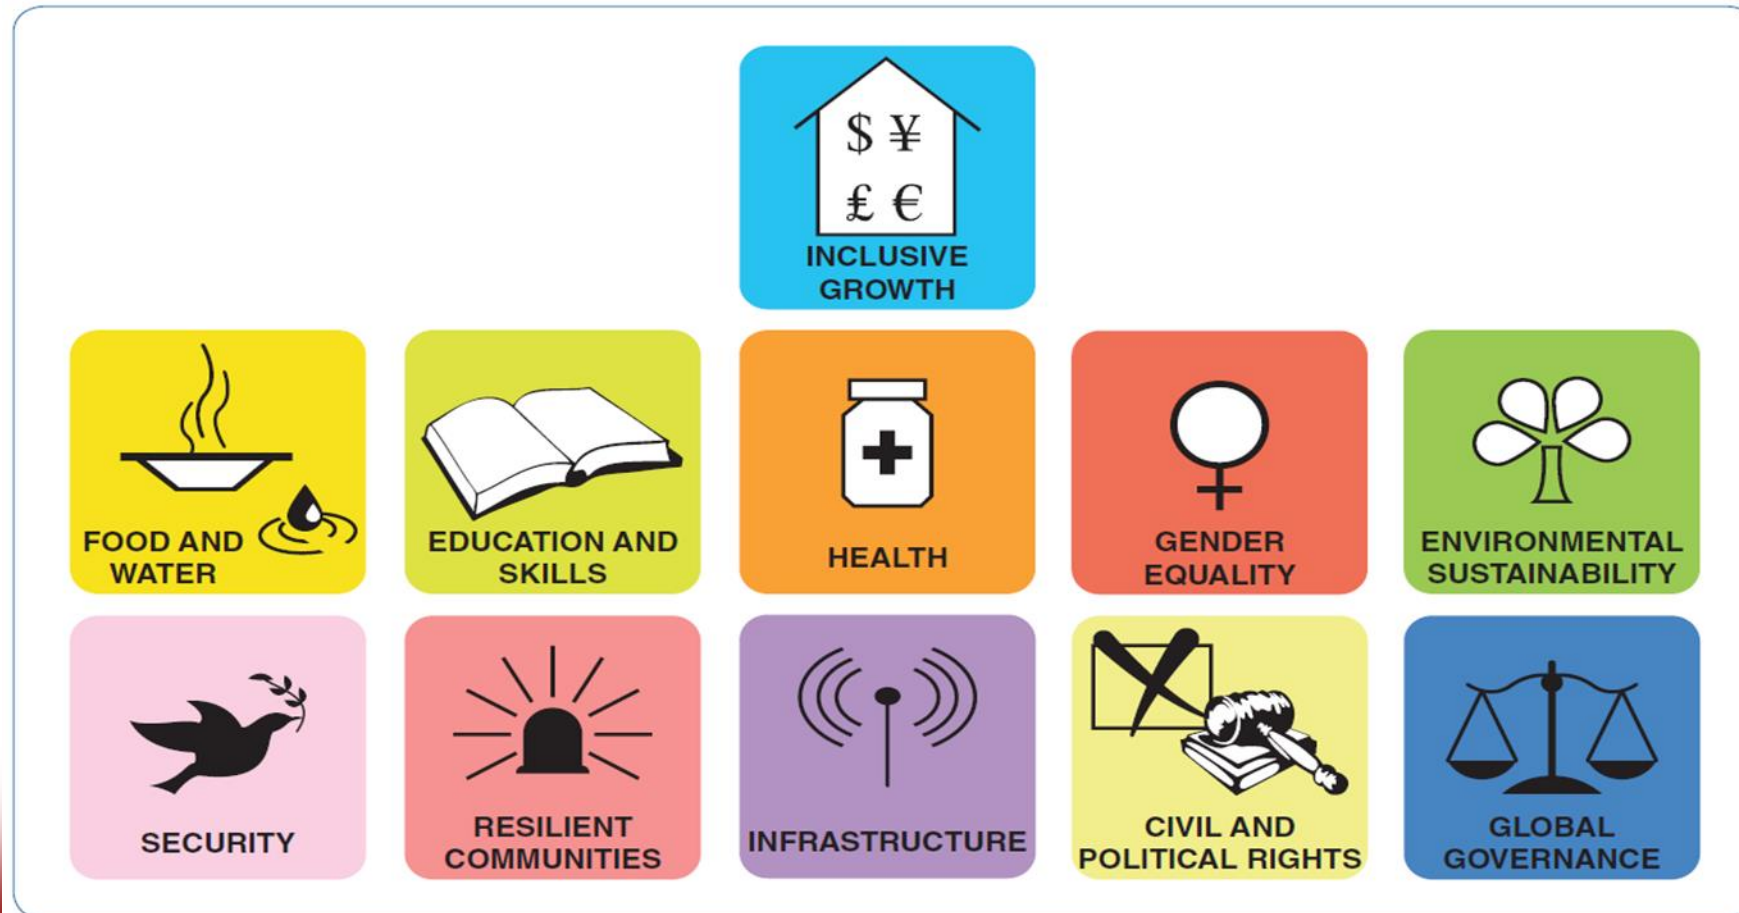 $ ¥
£ €
INCLUSIVE
GROWTH
FOOD AND
WATER
EDUCATION AND
SKILLS
HEALTH
GENDER
EQUALITY
ENVIRONMENTAL
SUSTAINABILITY
SECURITY
RESILIENT
COMMUNITIES
INFRASTRUCTURE
CIVIL AND
POLITICAL RIGHTS
GLOBAL
GOVERNANCE